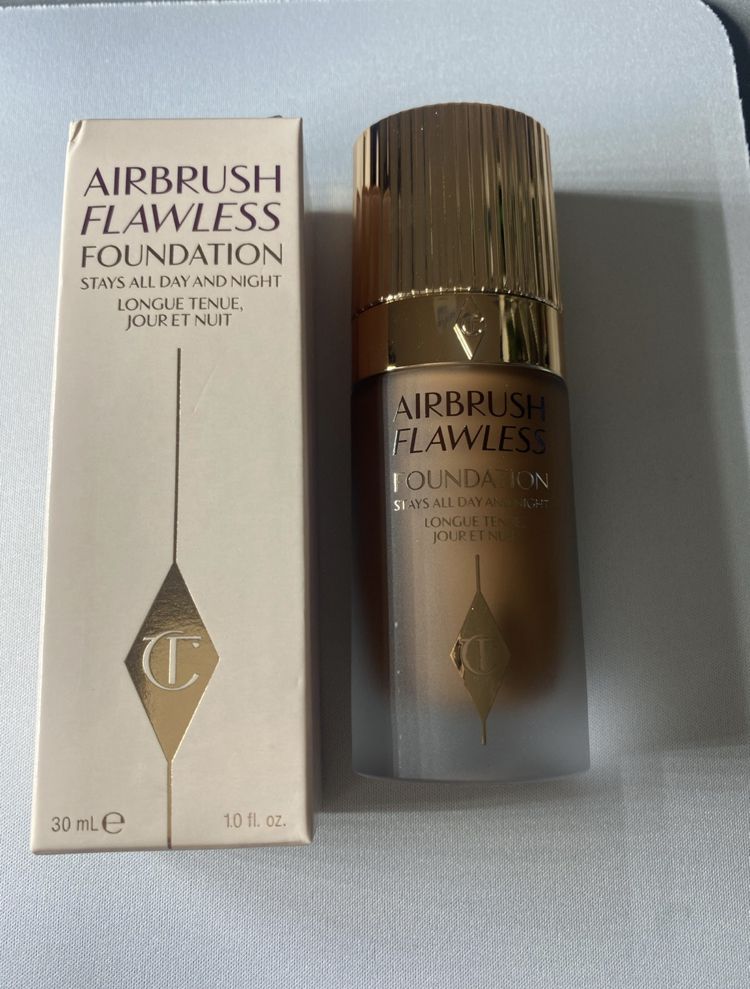 AIRBRUSH
FLAWLESS
FOUNDATION
STAYS ALL DAY AND NIGHT
LONGUE TENUE,
JOUR ET NUIT
CT
30 mL℮
1.0 fl. oz.
CT
AIRBRUSH
FLAWLESS
FOUNDATION
STAYS ALL DAY AND NIGHT
LONGUE TENUE,
JOUR ET NUIT
CT